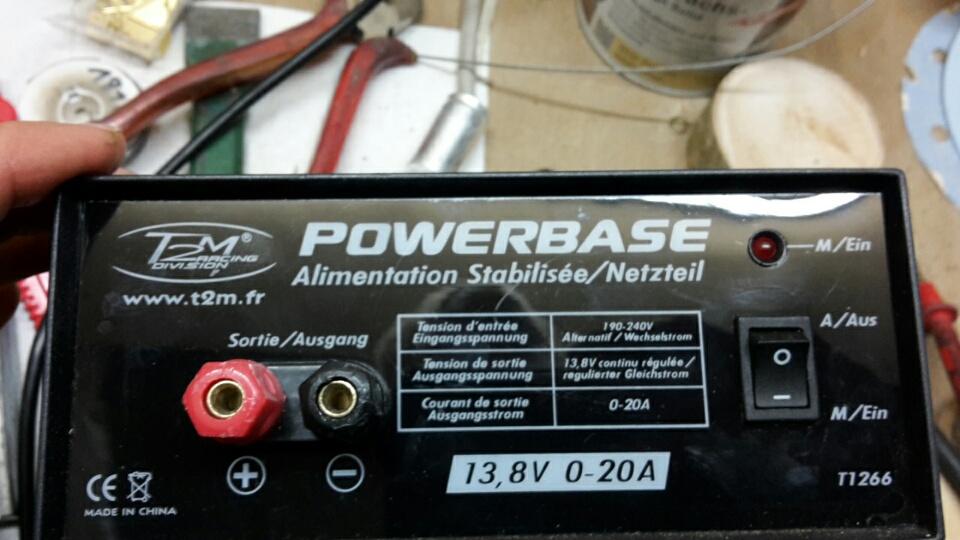 T2M®
RACING
DIVISION
www.t2m.fr
POWERBASE
Alimentation Stabilisée/Netzteil
M/Ein
Sortie/Ausgang
Tension d'entrée
Eingangsspannung
190-240V
Alternatif / Wechselstrom
Tension de sortie
Ausgangsspannung
13,8V continu régulée/
regulierter Gleichstrom
Courant de sortie
Ausgangsstrom
0-20A
A/Aus
M/Ein
+ −
13,8V 0-20A
T1266
CE
MADE IN CHINA